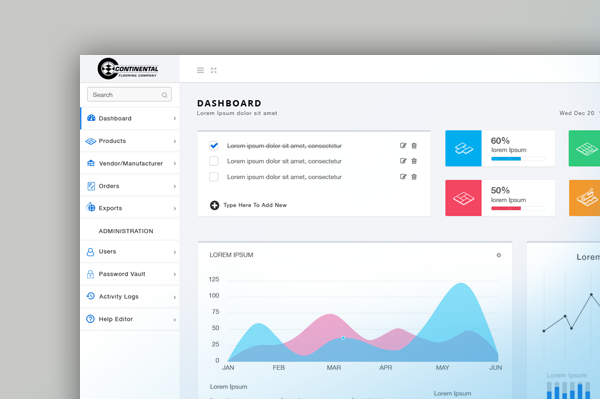 CONTINENTAL
FLOORING COMPANY
Search
Dashboard
Products
Vendor/Manufacturer
Orders
Exports
ADMINISTRATION
Users
Password Vault
Activity Logs
Help Editor
DASHBOARD
Lorem Ipsum dolor sit amet
Wed Dec 20
Lorem ipsum dolor sit amet, consectetur
Lorem ipsum dolor sit amet, consectetur
Lorem ipsum dolor sit amet, consectetur
Type Here To Add New
60%
lorem Ipsum
50%
lorem Ipsum
LOREM IPSUM
125
100
75
50
25
0
JAN FEB MAR APR MAY JUN
Lorem Ipsum
Lorem Ipsum
Lorem
Lorem Ipsum